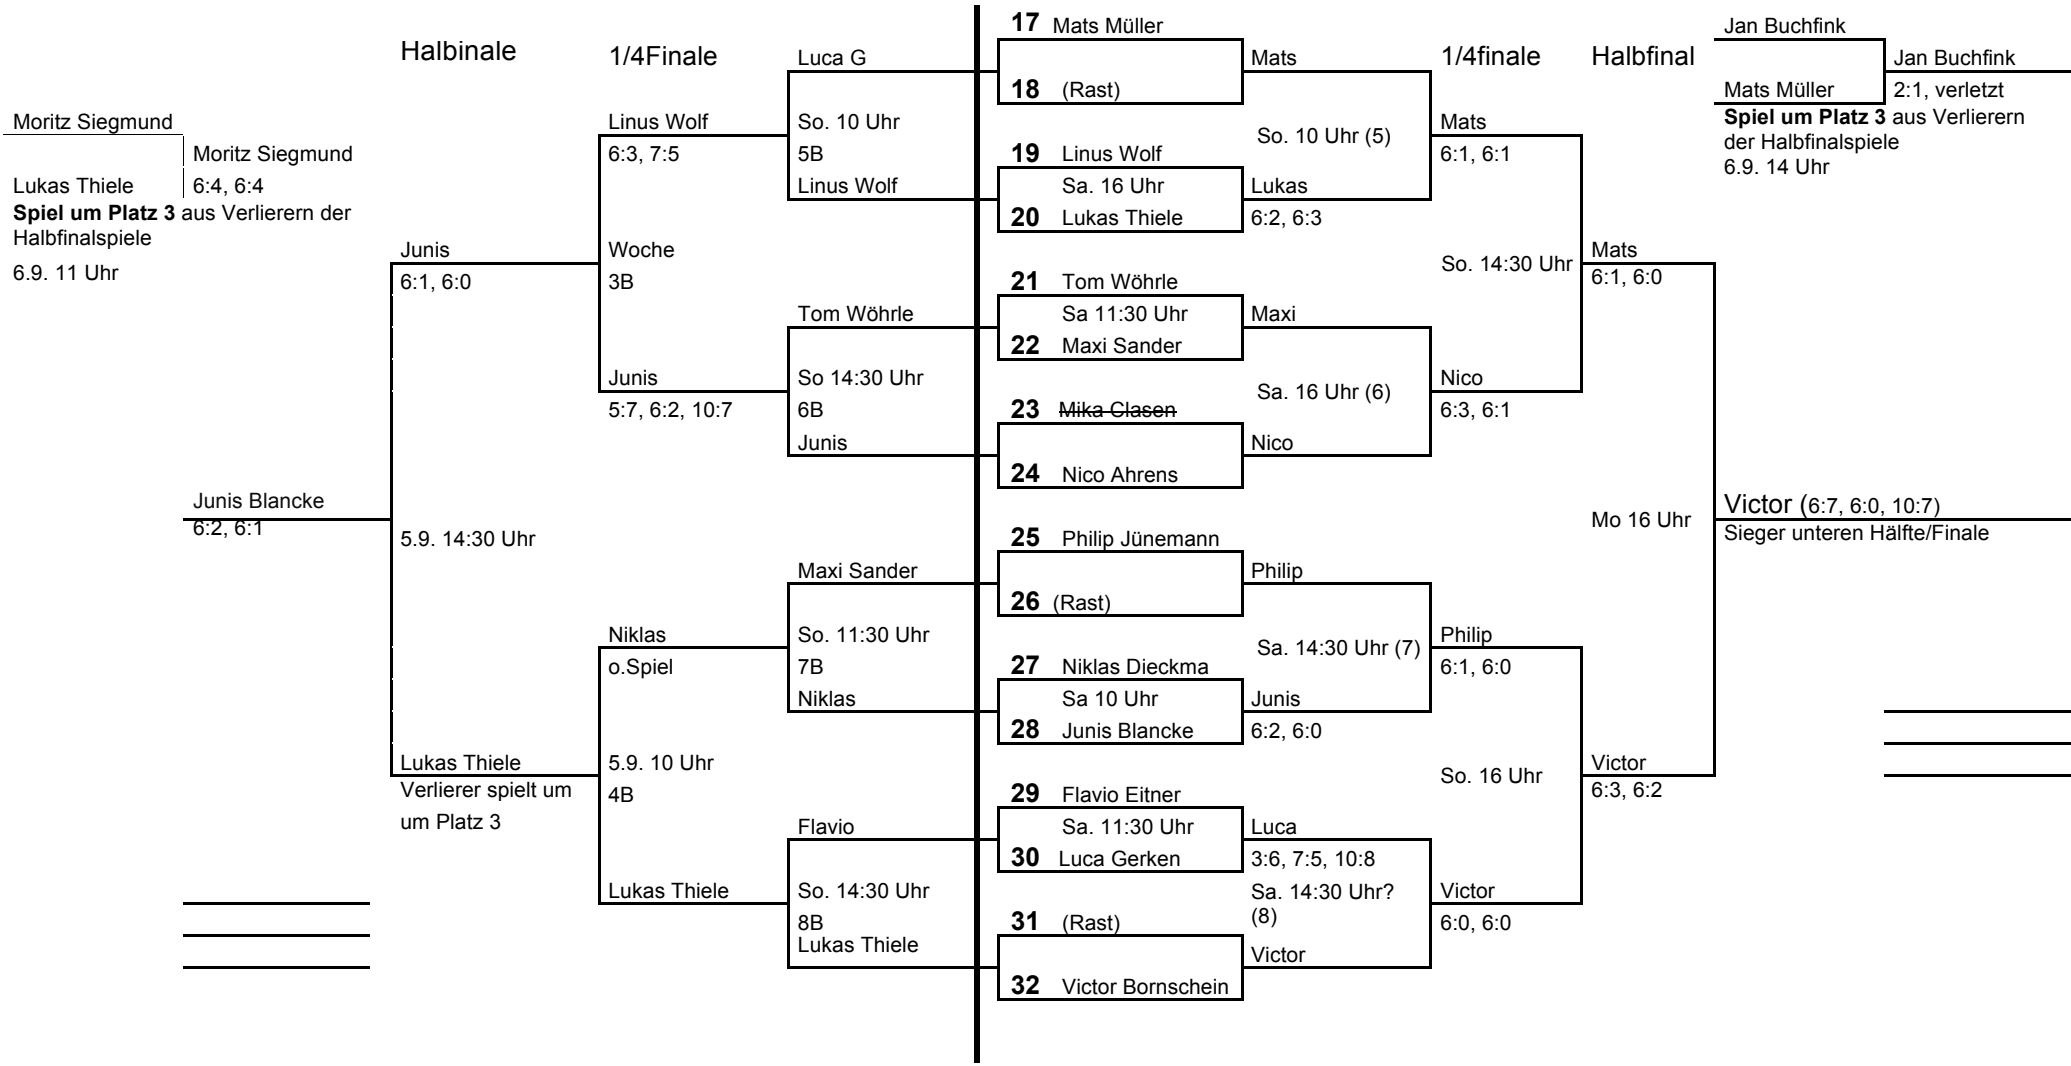 Moritz Siegmund
Moritz Siegmund
Lukas Thiele
6:4, 6:4
Spiel um Platz 3 aus Verlierern der
Halbfinalspiele
6.9. 11 Uhr
Junis Blancke
6:2, 6:1
Halbinale
Junis
6:1, 6:0
5.9. 14:30 Uhr
Lukas Thiele
Verlierer spielt um
um Platz 3
1/4Finale
Linus Wolf
6:3, 7:5
Woche
3B
Junis
5:7, 6:2, 10:7
Niklas
o.Spiel
5.9. 10 Uhr
4B
Lukas Thiele
Luca G
So. 10 Uhr
5B
Linus Wolf
Tom Wöhrle
So 14:30 Uhr
6B
Junis
Maxi Sander
So. 11:30 Uhr
7B
Niklas
Flavio
So. 14:30 Uhr
8B
Lukas Thiele
17 Mats Müller
18 (Rast)
19 Linus Wolf
Sa. 16 Uhr
20 Lukas Thiele
21 Tom Wöhrle
Sa 11:30 Uhr
22 Maxi Sander
23 Mika Clasen
24 Nico Ahrens
25 Philip Jünemann
26 (Rast)
27 Niklas Dieckma
Sa 10 Uhr
28 Junis Blancke
29 Flavio Eitner
Sa. 11:30 Uhr
30 Luca Gerken
31 (Rast)
32 Victor Bornschein
Mats
So. 10 Uhr (5)
Lukas
6:2, 6:3
Maxi
Sa. 16 Uhr (6)
Nico
Philip
Sa. 14:30 Uhr (7)
Junis
6:2, 6:0
Luca
3:6, 7:5, 10:8
Sa. 14:30 Uhr?
(8)
Victor
1/4finale
Mats
6:1, 6:1
So. 14:30 Uhr
Nico
6:3, 6:1
Philip
6:1, 6:0
So. 16 Uhr
Victor
6:0, 6:0
Halbfinal
Mats
6:1, 6:0
Mo 16 Uhr
Victor
6:3, 6:2
Jan Buchfink
Jan Buchfink
Mats Müller
2:1, verletzt
Spiel um Platz 3 aus Verlierern
der Halbfinalspiele
6.9. 14 Uhr
Victor (6:7, 6:0, 10:7)
Sieger unteren Hälfte/Finale